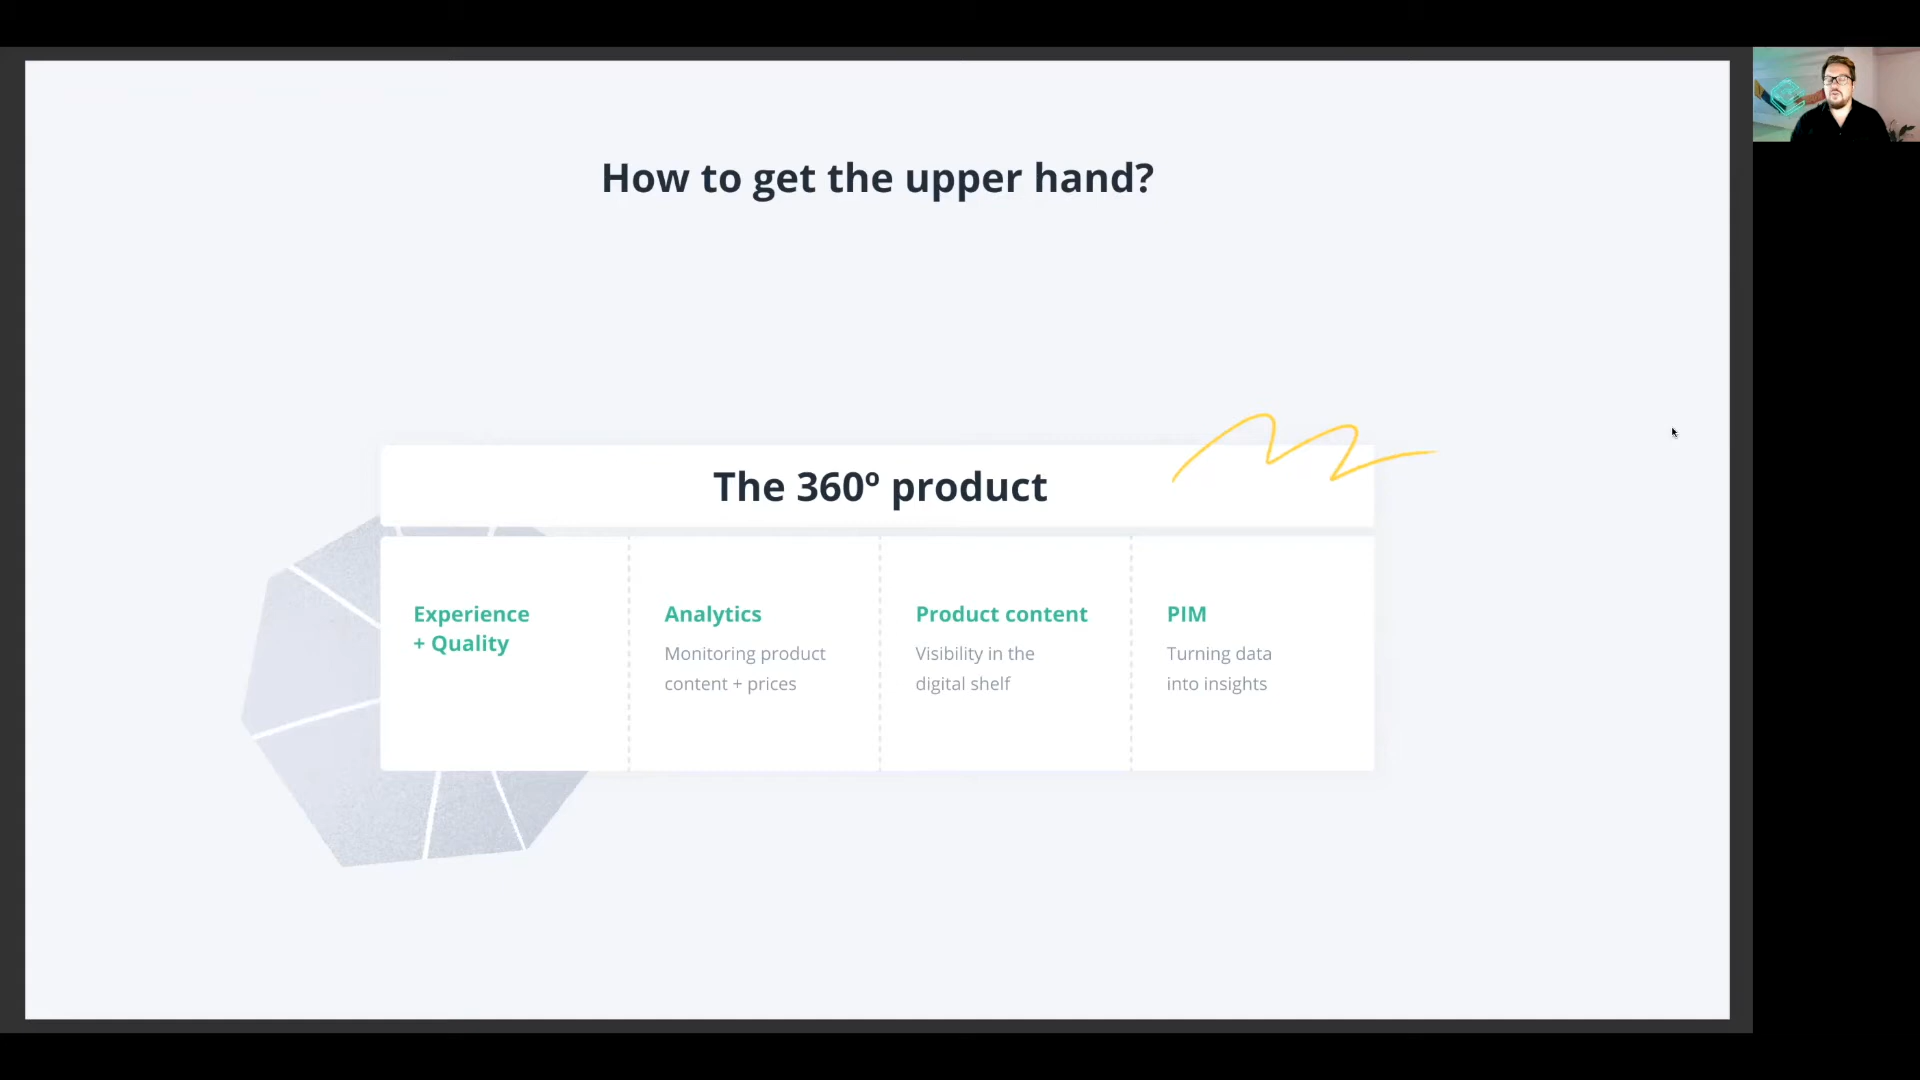 How to get the upper hand?
The 360º product
Experience
+ Quality
Analytics
Monitoring product
content + prices
Product content
Visibility in the
digital shelf
PIM
Turning data
into insights